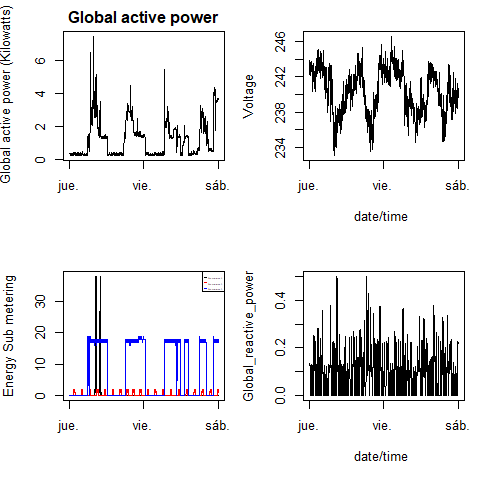 Global active power
Global active power (Kilowatts)
6
4
2
0
jue.
vie.
sáb.
Voltage
246
242
238
234
jue.
vie.
sáb.
date/time
Energy Sub metering
30
20
10
0
jue.
vie.
sáb.
Global_reactive_power
0.4
0.2
0.0
jue.
vie.
sáb.
date/time